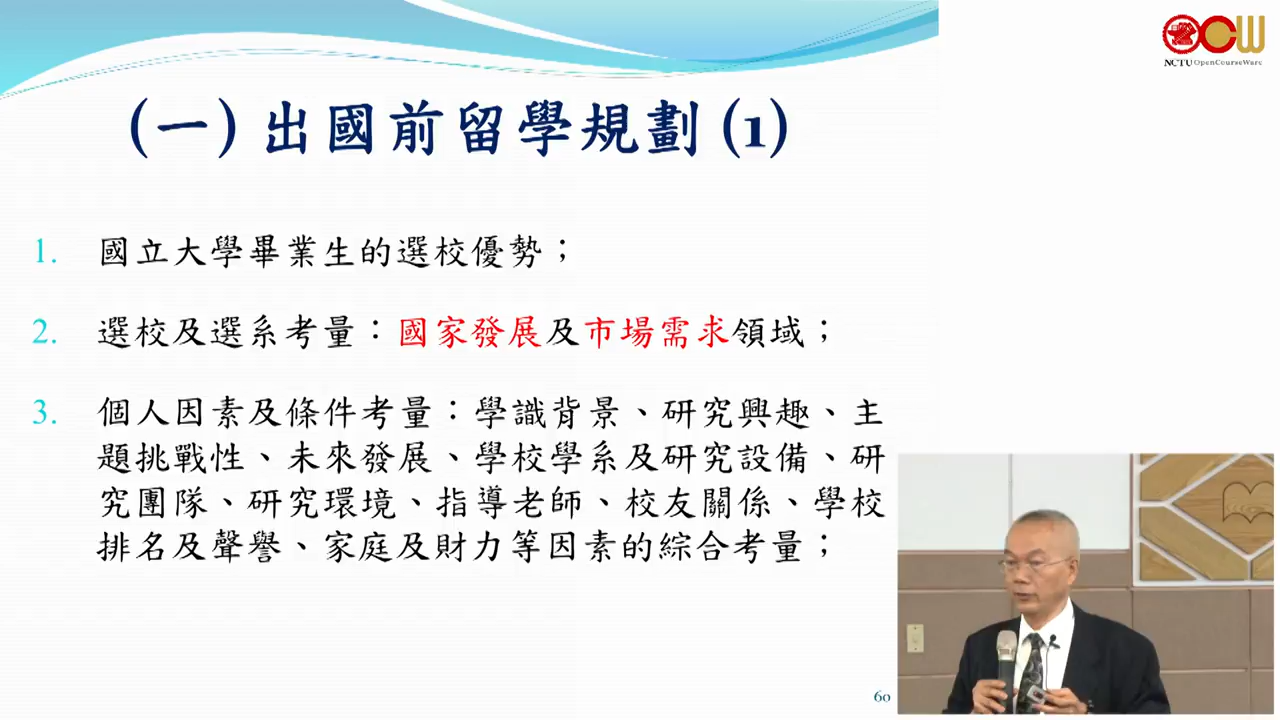 OCW
NCTU OpenCourseWare
(一) 出國前留學規劃 (1)
1. 國立大學畢業生的選校優勢；
2. 選校及選系考量：國家發展及市場需求領域；
3. 個人因素及條件考量：學識背景、研究興趣、主
題挑戰性、未來發展、學校學系及研究設備、研
究團隊、研究環境、指導老師、校友關係、學校
排名及聲譽、家庭及財力等因素的綜合考量；
60